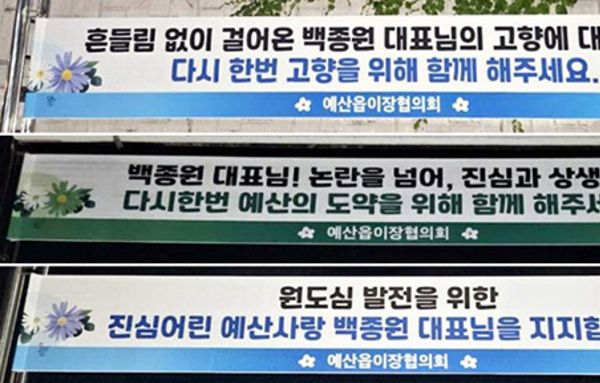 흔들림 없이 걸어온 백종원 대표님의 고향에 대
다시 한번 고향을 위해 함께 해주세요.
예산읍이장협의회
백종원 대표님! 논란을 넘어, 진심과 상생
다시한번 예산의 도약을 위해 함께 해주세
예산읍이장협의회
원도심 발전을 위한
진심어린 예산사랑 백종원 대표님을 지지합
예산읍이장협의회